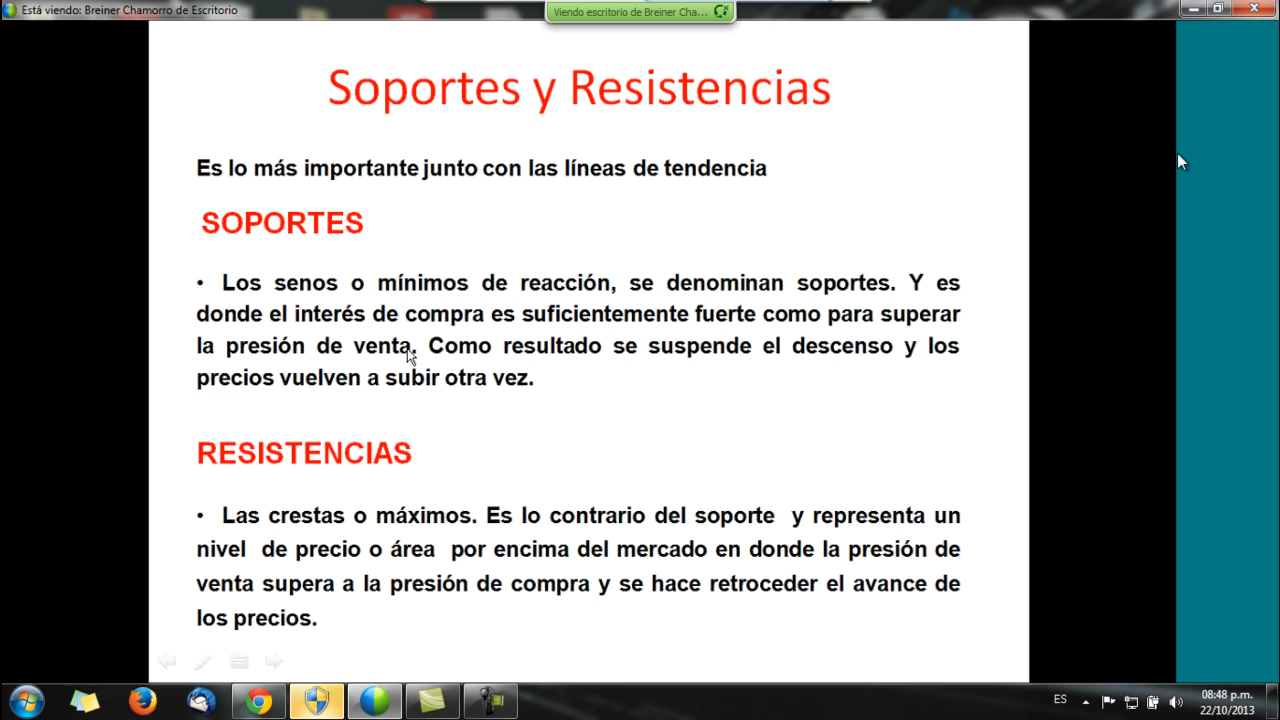 Está viendo: Breiner Chamorro de Escritorio
Viendo escritorio de Breiner Cha...
Soportes y Resistencias
Es lo más importante junto con las líneas de tendencia
SOPORTES
• Los senos o mínimos de reacción, se denominan soportes. Y es
donde el interés de compra es suficientemente fuerte como para superar
la presión de venta. Como resultado se suspende el descenso y los
precios vuelven a subir otra vez.
RESISTENCIAS
• Las crestas o máximos. Es lo contrario del soporte y representa un
nivel de precio o área por encima del mercado en donde la presión de
venta supera a la presión de compra y se hace retroceder el avance de
los precios.
ES
08:48 p.m.
22/10/2013